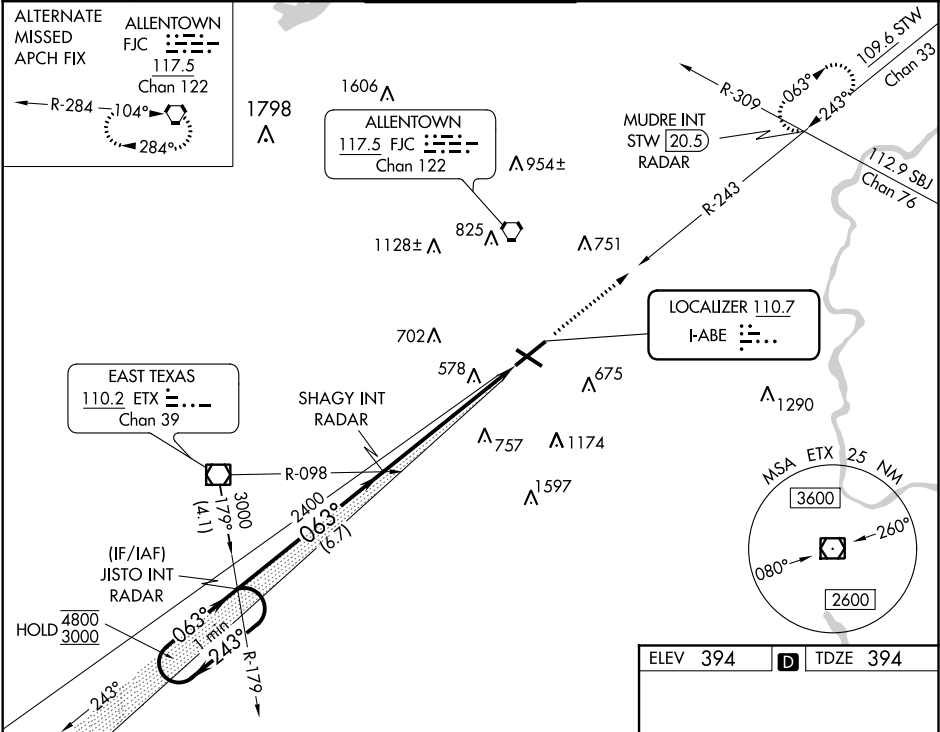 ALTERNATE
MISSED
APCH FIX
ALLENTOWN
FJC
117.5
Chan 122
R-284
104°
284°
1798
1606
ALLENTOWN
117.5 FJC
Chan 122
954±
825
1128±
751
702
578
675
757
1174
1597
1290
MUDRE INT
STW 20.5
RADAR
R-309
063°
243°
109.6 STW
Chan 33
112.9 SBJ
Chan 76
R-243
LOCALIZER 110.7
I-ABE
EAST TEXAS
110.2 ETX
Chan 39
SHAGY INT
RADAR
R-098
3000
179°
(4.1)
2400
063°
(6.7)
(IF/IAF)
JISTO INT
RADAR
HOLD 4800
3000
063°
1 min
243°
R-179
243°
MSA ETX 25 NM
3600
260°
080°
2600
ELEV 394 D TDZE 394